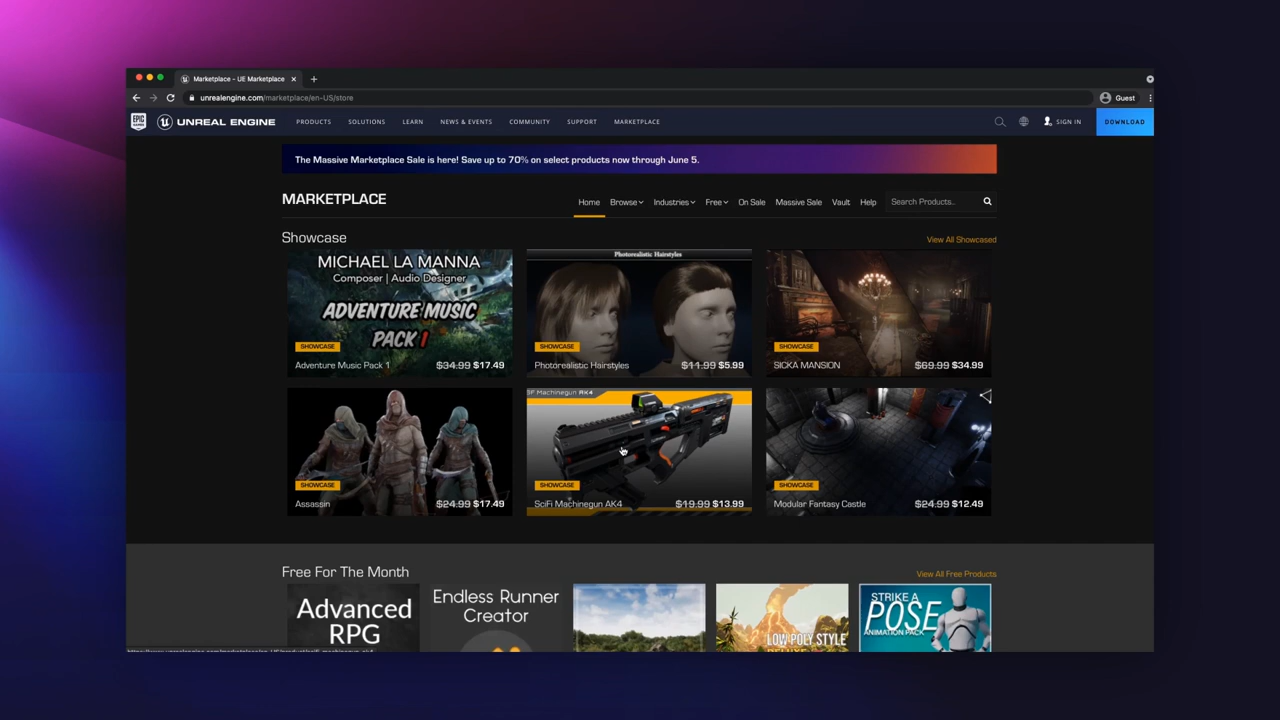 Marketplace - UE Marketplace
unrealengine.com/marketplace/en-US/store
Guest
EPIC GAMES
UNREAL ENGINE
PRODUCTS
SOLUTIONS
LEARN
NEWS & EVENTS
COMMUNITY
SUPPORT
MARKETPLACE
SIGN IN
DOWNLOAD
The Massive Marketplace Sale is here! Save up to 70% on select products now through June 5.
MARKETPLACE
Home
Browse
Industries
Free
On Sale
Massive Sale
Vault
Help
Search Products..
Showcase
View All Showcased
MICHAEL LA MANNA
Composer | Audio Designer
ADVENTURE MUSIC
PACK 1
SHOWCASE
Adventure Music Pack 1
$34.99 $17.49
Photorealistic Hairstyles
SHOWCASE
Photorealistic Hairstyles
$11.99 $5.99
SHOWCASE
SICKA MANSION
$69.99 $34.99
SHOWCASE
Assassin
$24.99 $17.49
SF Machinegun AK4
SHOWCASE
SciFi Machinegun AK4
$19.99 $13.99
SHOWCASE
Modular Fantasy Castle
$24.99 $12.49
Free For The Month
View All Free Products
Advanced
RPG
Endless Runner
Creator
LOW POLY STYLE
STRIKE A
POSE
ANIMATION PACK